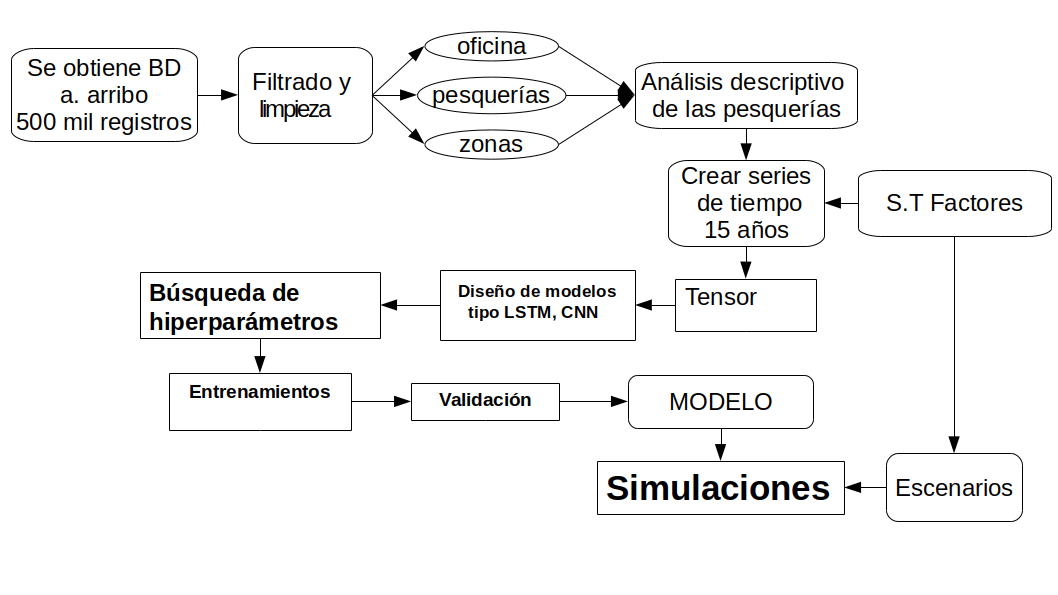 Se obtiene BD
a. arribo
500 mil registros
Filtrado y
limpieza
oficina
pesquerías
zonas
Análisis descriptivo
de las pesquerías
Crear series
de tiempo
15 años
S.T Factores
Tensor
Diseño de modelos
tipo LSTM, CNN
Búsqueda de
hiperparámetros
Entrenamientos
Validación
MODELO
Simulaciones
Escenarios